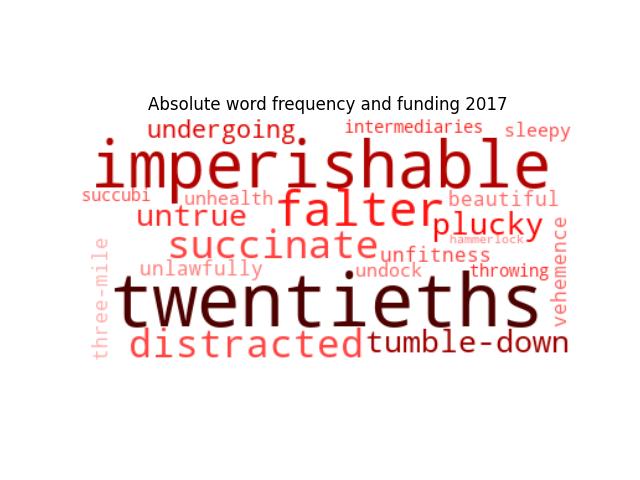 Absolute word frequency and funding 2017
undergoing intermediaries sleepy
imperishable
succubi unhealth falter beautiful
untrue plucky
succinate hammerlock
unfitness
unlawfully undock throwing
three-mile
vehemence
twentieths
distracted tumble-down